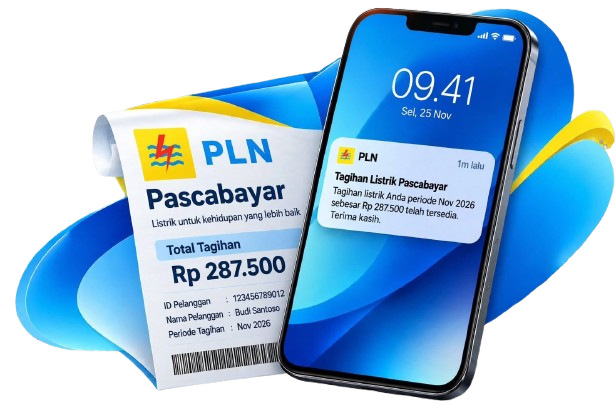 PLN
Pascabayar
Listrik untuk kehidupan yang lebih baik
Total Tagihan
Rp 287.500
ID Pelanggan : 123456789012
Nama Pelanggan : Budi Santoso
Periode Tagihan : Nov 2026
09.41
Sel, 25 Nov
PLN
1m lalu
Tagihan Listrik Pascabayar
Tagihan listrik Anda periode Nov 2026
sebesar Rp 287.500 telah tersedia.
Terima kasih.